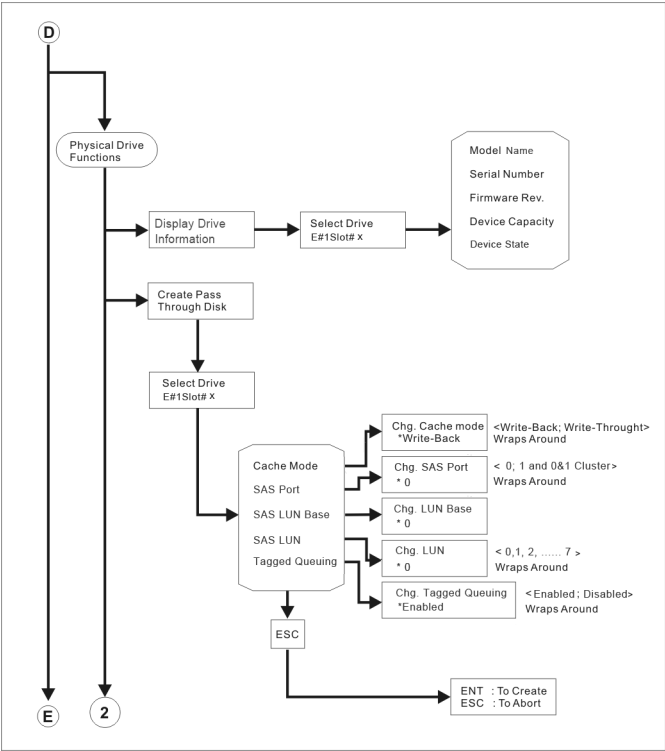 D
Physical Drive
Functions
Display Drive
Information
Select Drive
E#1Slot# x
Model Name
Serial Number
Firmware Rev.
Device Capacity
Device State
Create Pass
Through Disk
Select Drive
E#1Slot# x
Cache Mode
SAS Port
SAS LUN Base
SAS LUN
Tagged Queuing
Chg. Cache mode
*Write-Back
<Write-Back; Write-Throught>
Wraps Around
Chg. SAS Port
* 0
< 0; 1 and 0&1 Cluster>
Wraps Around
Chg. LUN Base
* 0
Chg. LUN
* 0
< 0,1, 2, ...... 7 >
Wraps Around
Chg. Tagged Queuing
*Enabled
<Enabled; Disabled>
Wraps Around
ESC
ENT : To Create
ESC : To Abort
E
2